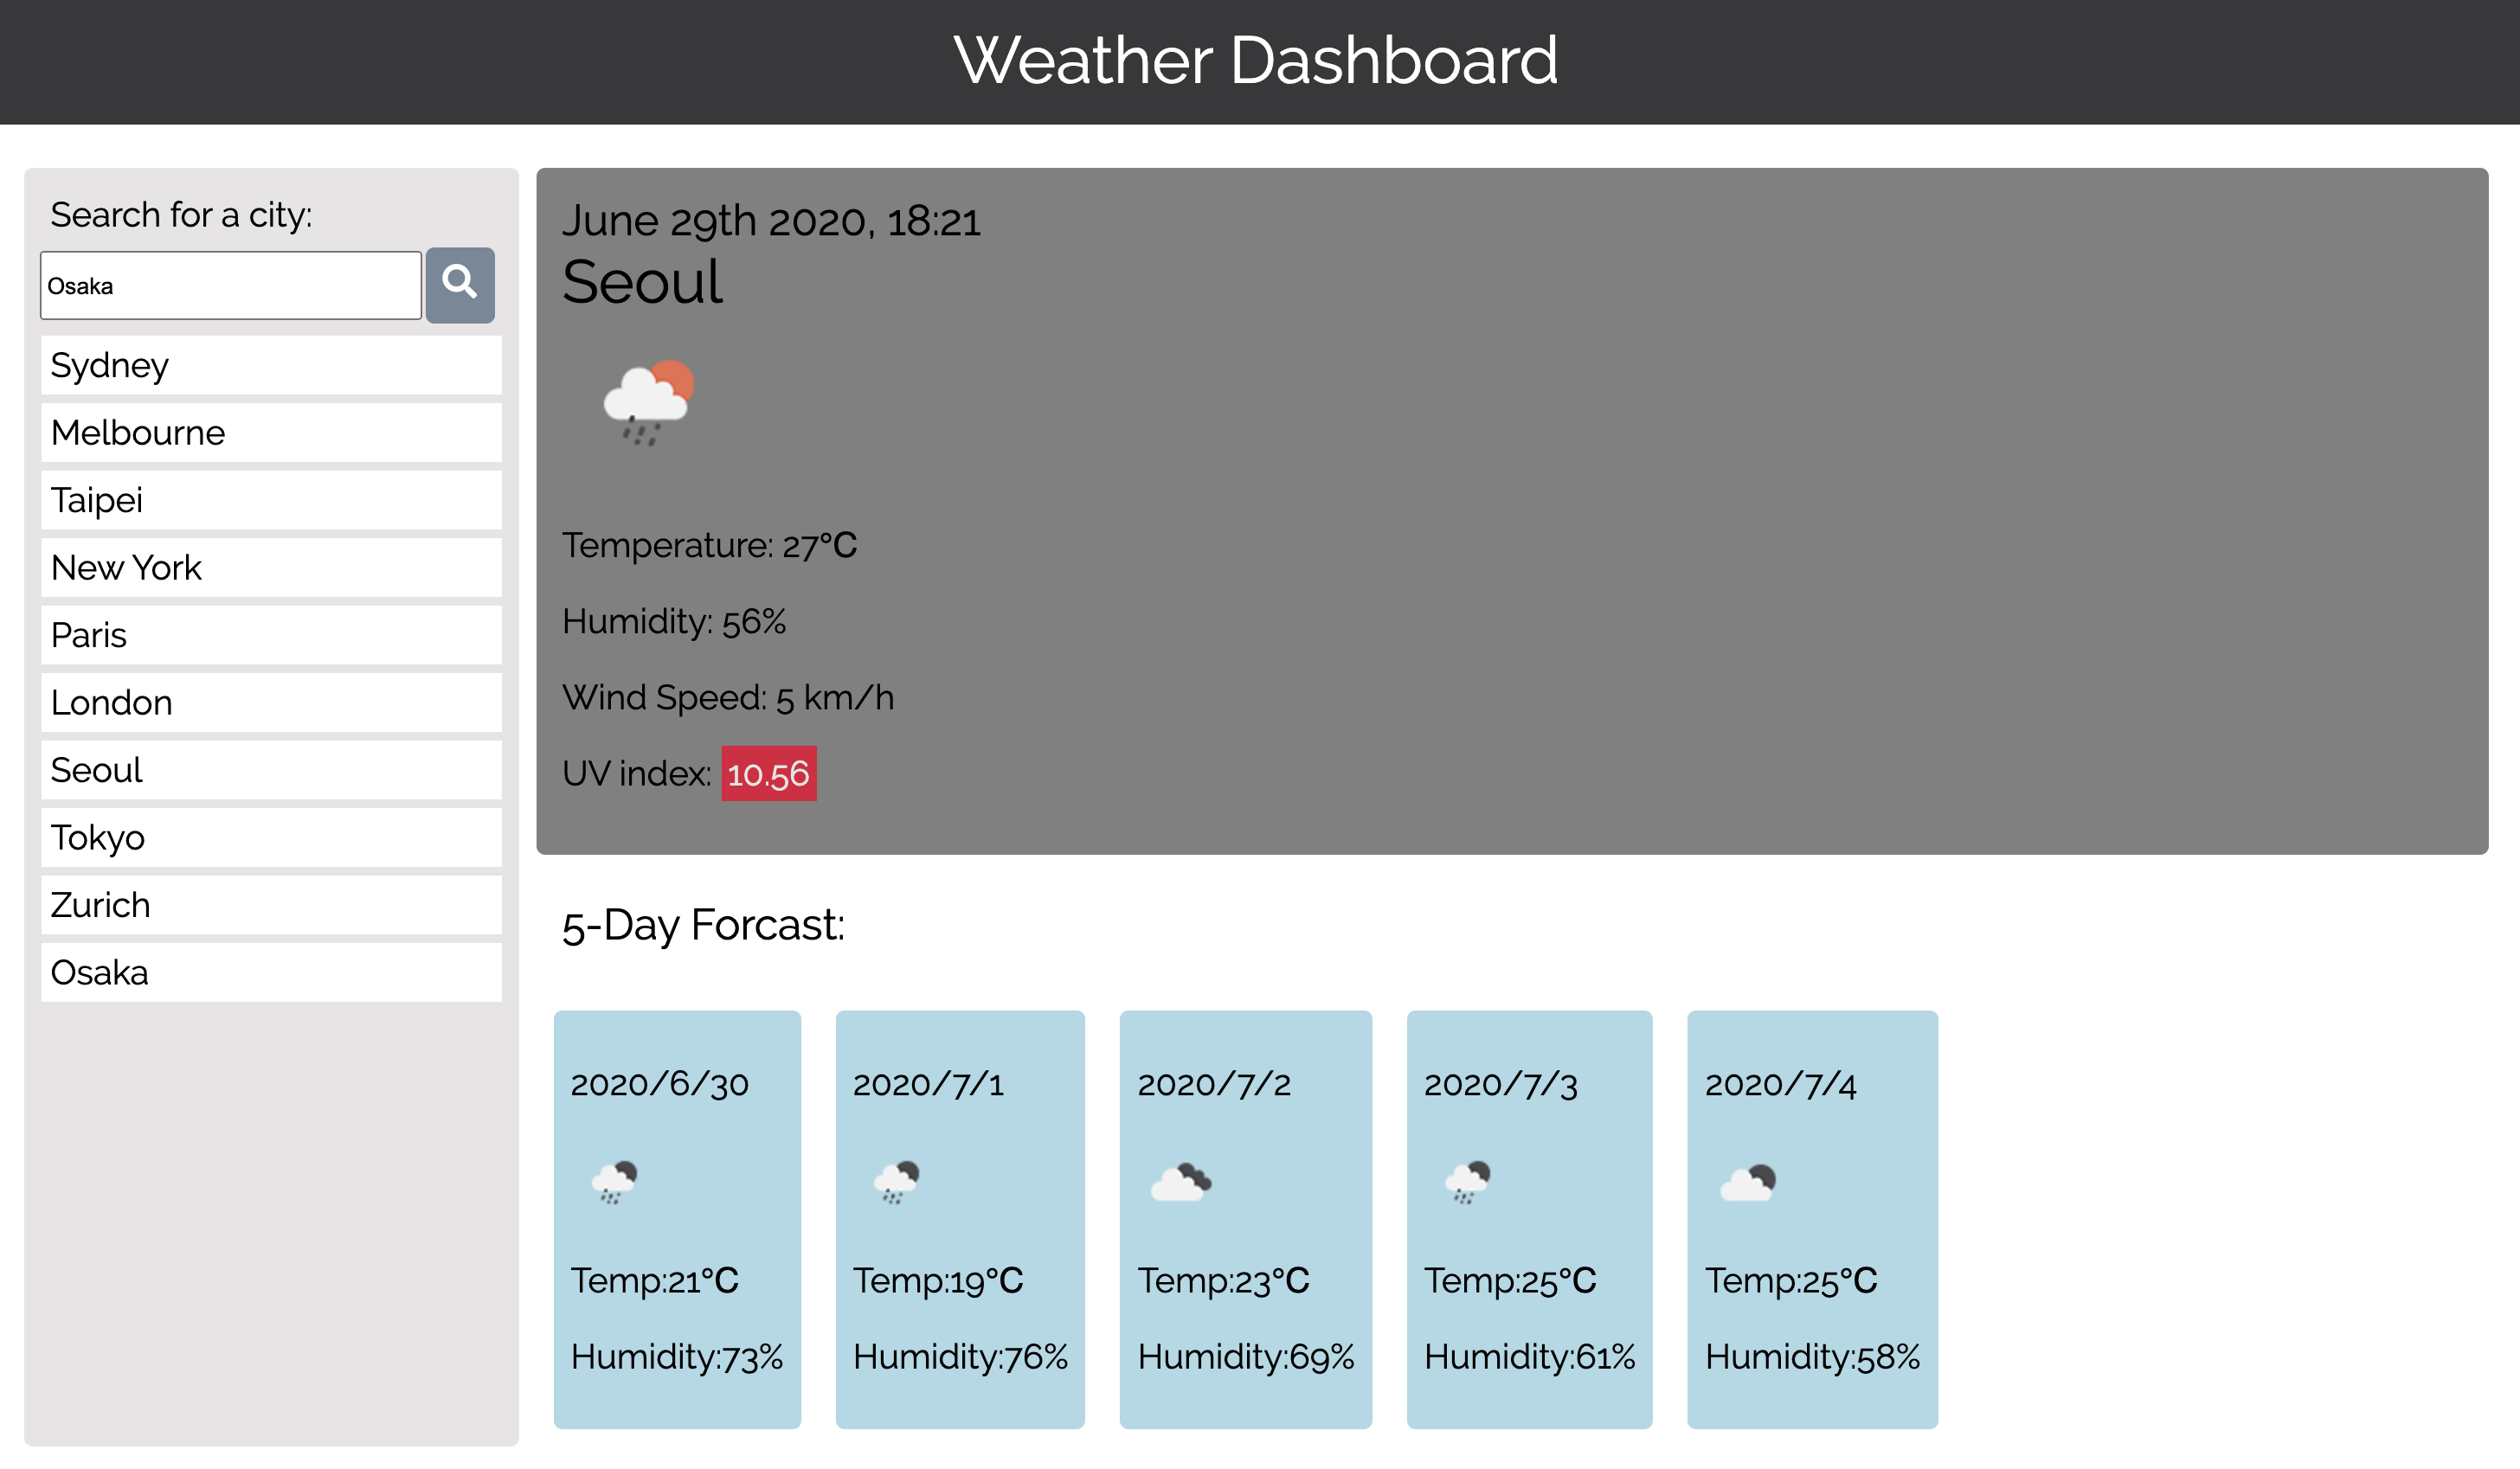 Weather Dashboard
Search for a city:
Osaka
Sydney
Melbourne
Taipei
New York
Paris
London
Seoul
Tokyo
Zurich
Osaka
June 29th 2020, 18:21
Seoul
Temperature: 27°C
Humidity: 56%
Wind Speed: 5 km/h
UV index: 10.56
5-Day Forcast:
2020/6/30
Temp:21°C
Humidity:73%
2020/7/1
Temp:19°C
Humidity:76%
2020/7/2
Temp:23°C
Humidity:69%
2020/7/3
Temp:25°C
Humidity:61%
2020/7/4
Temp:25°C
Humidity:58%